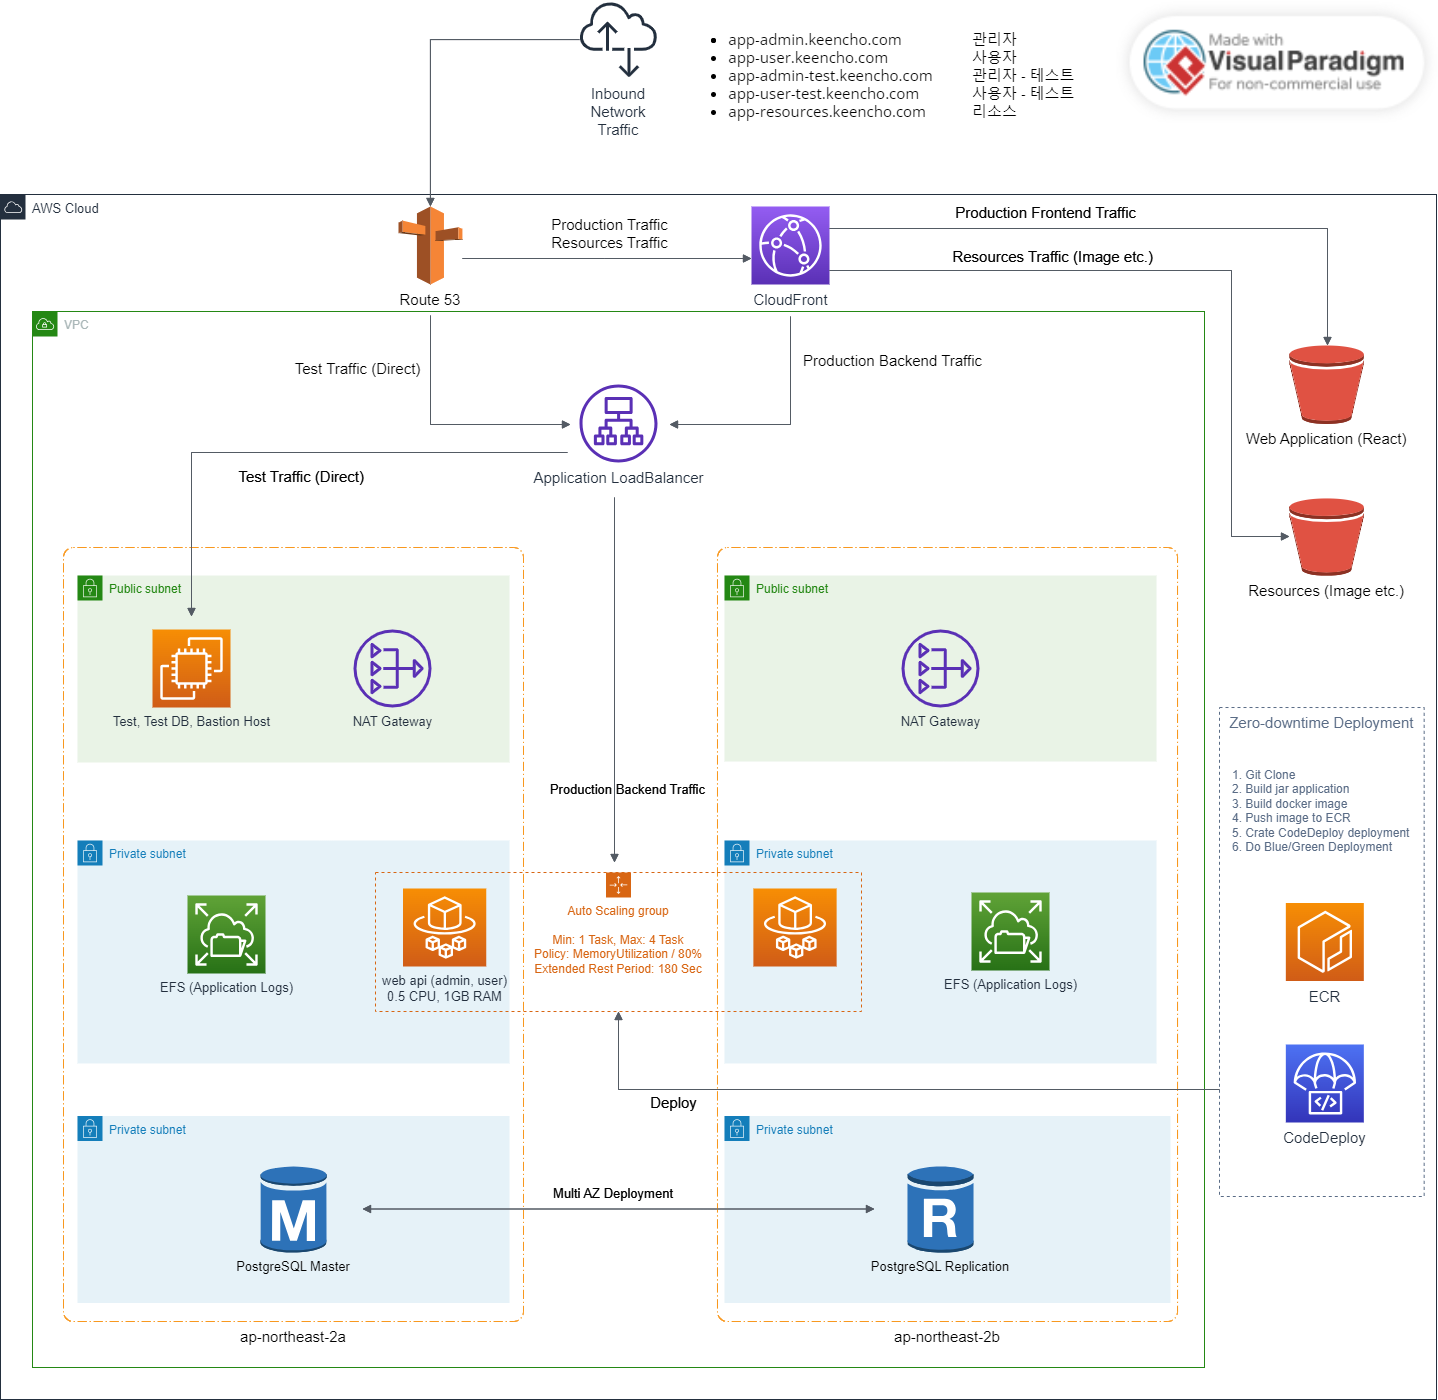 app-admin.keencho.com 관리자
app-user.keencho.com 사용자
app-admin-test.keencho.com 관리자 - 테스트
app-user-test.keencho.com 사용자 - 테스트
app-resources.keencho.com 리소스
Made with
VisualParadigm
For non-commercial use
Inbound
Network
Traffic
AWS Cloud
Production Traffic
Resources Traffic
Production Frontend Traffic
Resources Traffic (Image etc.)
Route 53
CloudFront
VPC
Test Traffic (Direct)
Production Backend Traffic
Web Application (React)
Application LoadBalancer
Test Traffic (Direct)
Resources (Image etc.)
Public subnet
Public subnet
Test, Test DB, Bastion Host
NAT Gateway
NAT Gateway
Zero-downtime Deployment
1. Git Clone
2. Build jar application
3. Build docker image
4. Push image to ECR
5. Crate CodeDeploy deployment
6. Do Blue/Green Deployment
Production Backend Traffic
Private subnet
Private subnet
Auto Scaling group
Min: 1 Task, Max: 4 Task
Policy: MemoryUtilization / 80%
Extended Rest Period: 180 Sec
EFS (Application Logs)
web api (admin, user)
0.5 CPU, 1GB RAM
EFS (Application Logs)
ECR
Deploy
CodeDeploy
Private subnet
Private subnet
M
R
Multi AZ Deployment
PostgreSQL Master
PostgreSQL Replication
ap-northeast-2a
ap-northeast-2b